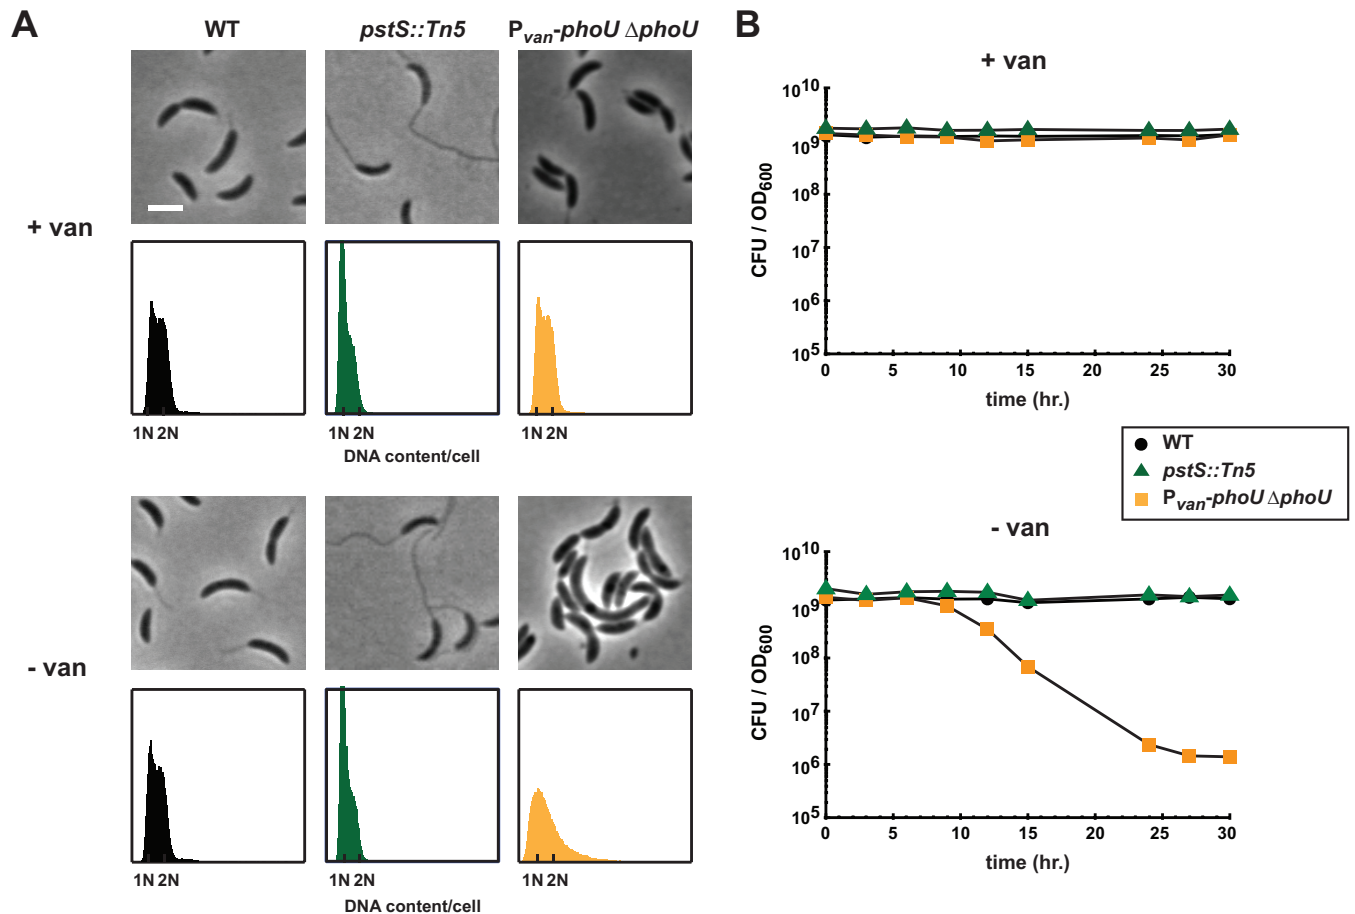 A
WT
pstS::Tn5
Pvan-phoU ΔphoU
+ van
1N 2N
1N 2N
1N 2N
DNA content/cell
- van
1N 2N
1N 2N
1N 2N
DNA content/cell
B
+ van
CFU / OD600
10^10
10^9
10^8
10^7
10^6
10^5
0 5 10 15 20 25 30
time (hr.)
WT
pstS::Tn5
Pvan-phoU ΔphoU
- van
CFU / OD600
10^10
10^9
10^8
10^7
10^6
10^5
0 5 10 15 20 25 30
time (hr.)